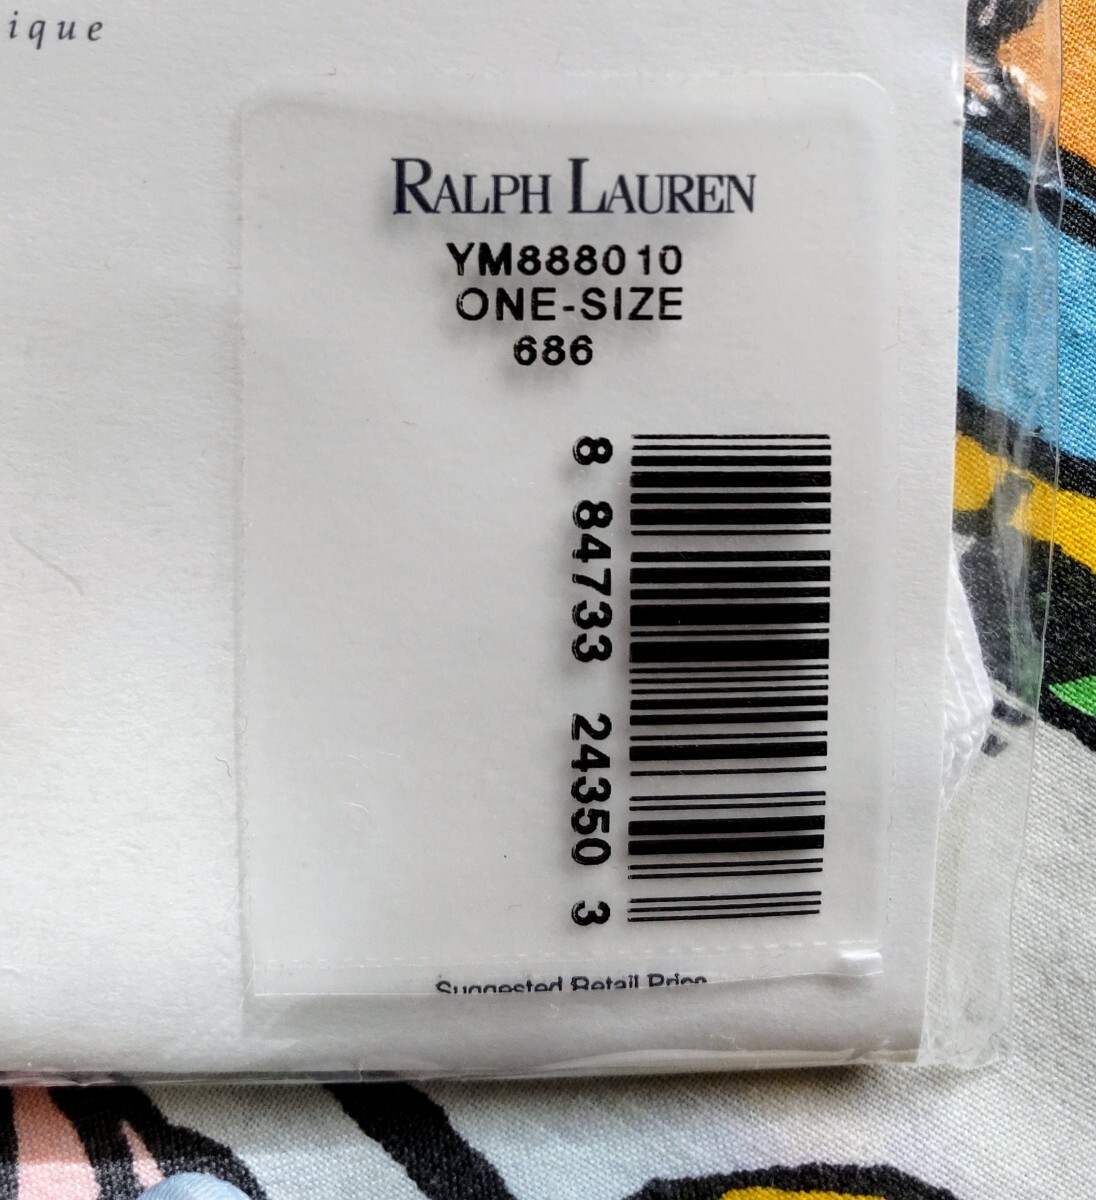 ique
RALPH LAUREN
YM888010
ONE-SIZE
686
8 84733 24350 3
Suggested Retail Price